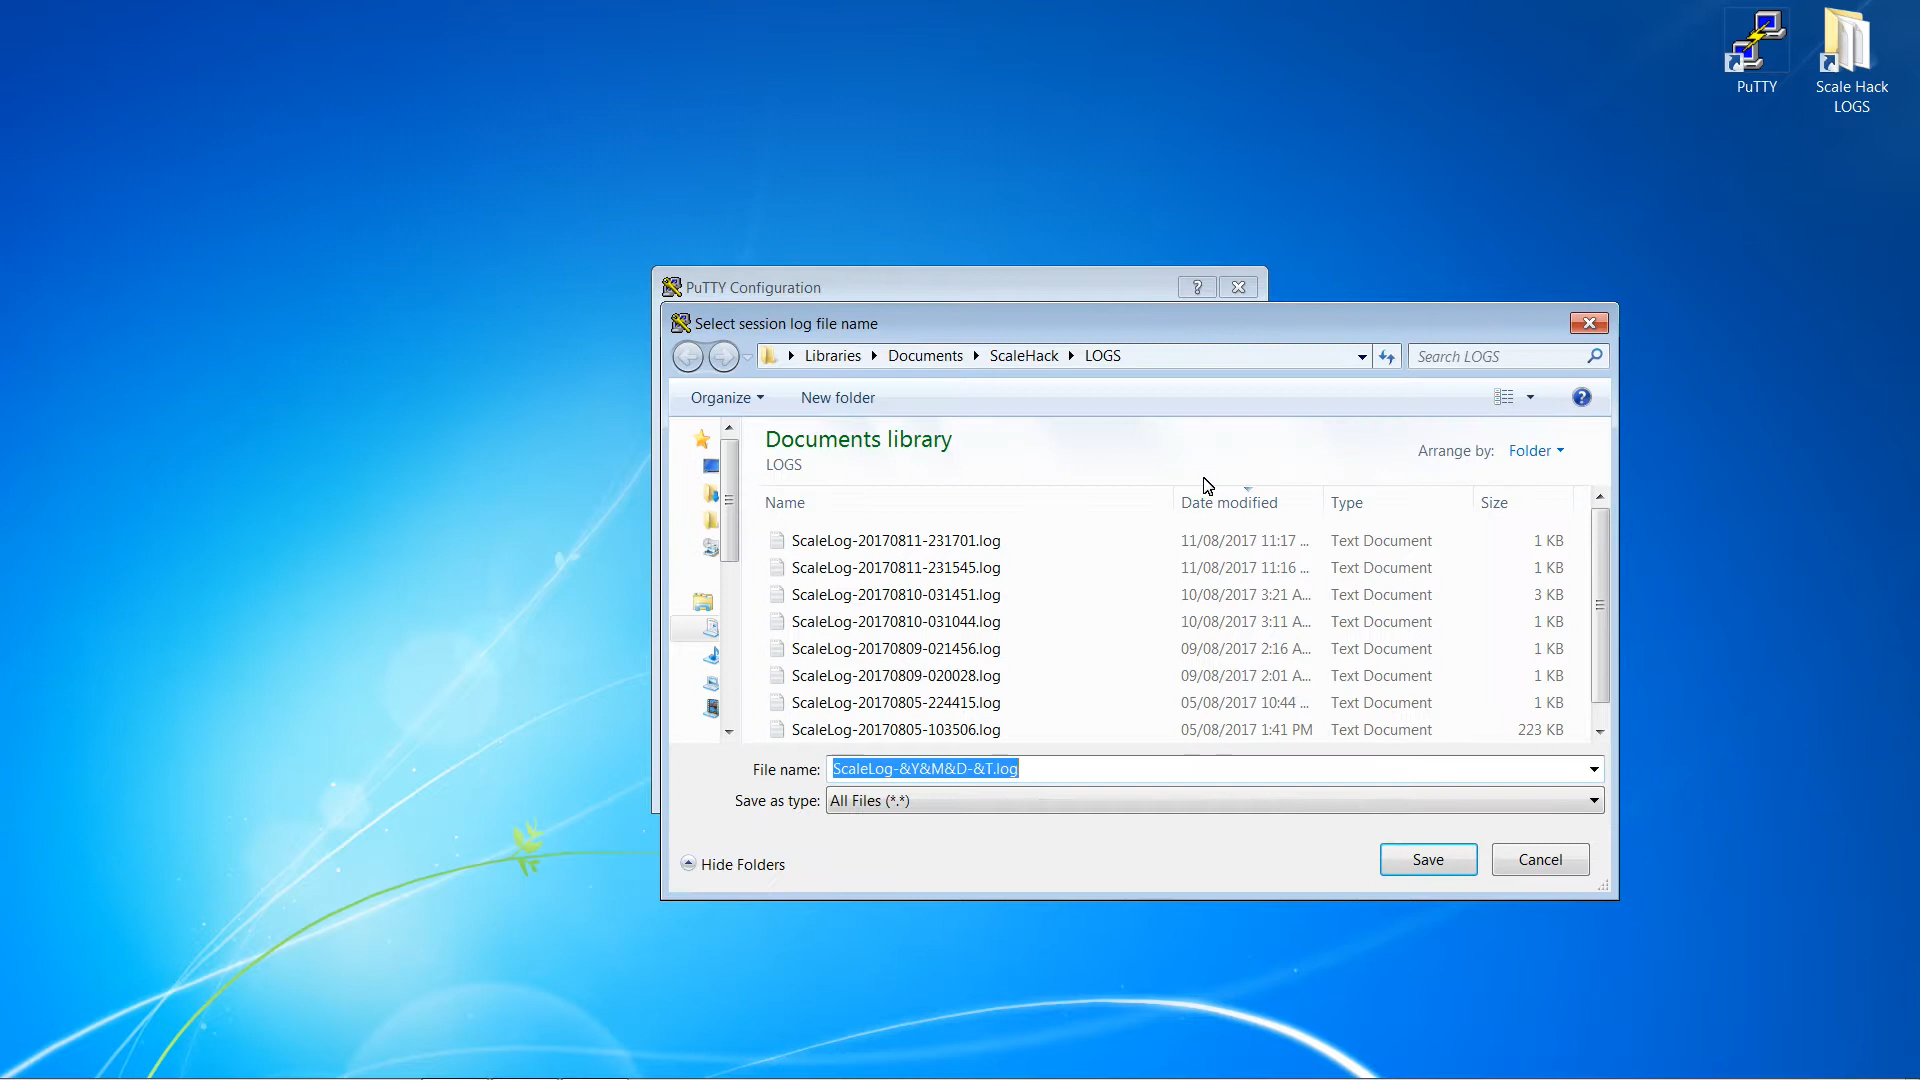 PuTTY
Scale Hack
LOGS
PuTTY Configuration
Select session log file name
Libraries Documents ScaleHack LOGS
Search LOGS
Organize New folder
Documents library
LOGS
Arrange by: Folder
Name Date modified Type Size
ScaleLog-20170811-231701.log 11/08/2017 11:17 ... Text Document 1 KB
ScaleLog-20170811-231545.log 11/08/2017 11:16 ... Text Document 1 KB
ScaleLog-20170810-031451.log 10/08/2017 3:21 A... Text Document 3 KB
ScaleLog-20170810-031044.log 10/08/2017 3:11 A... Text Document 1 KB
ScaleLog-20170809-021456.log 09/08/2017 2:16 A... Text Document 1 KB
ScaleLog-20170809-020028.log 09/08/2017 2:01 A... Text Document 1 KB
ScaleLog-20170805-224415.log 05/08/2017 10:44 ... Text Document 1 KB
ScaleLog-20170805-103506.log 05/08/2017 1:41 PM Text Document 223 KB
File name: ScaleLog-&Y&M&D-&T.log
Save as type: All Files (*.*)
Hide Folders
Save Cancel